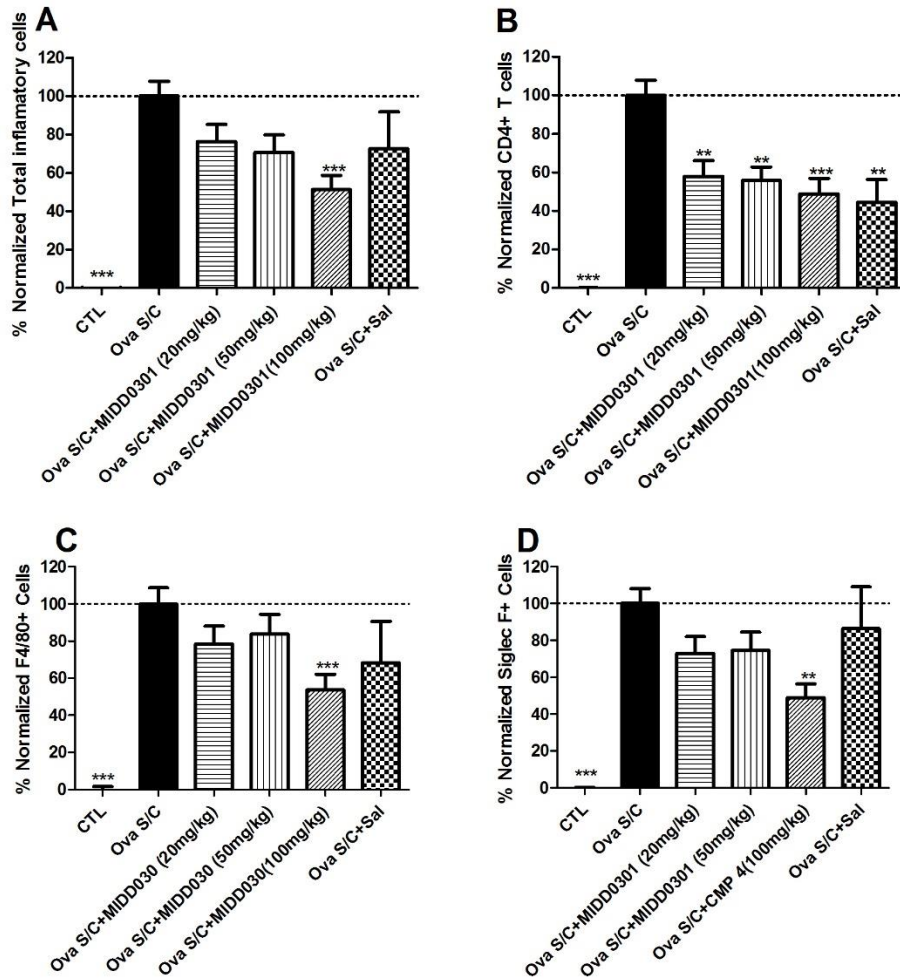 A
% Normalized Total inflamatory cells
120
100
80
60
40
20
0
***
***
CTL
Ova S/C
Ova S/C+MIDD0301 (20mg/kg)
Ova S/C+MIDD0301 (50mg/kg)
Ova S/C+MIDD0301(100mg/kg)
Ova S/C+Sal
B
% Normalized CD4+ T cells
120
100
80
60
40
20
0
***
**
**
***
**
CTL
Ova S/C
Ova S/C+MIDD0301 (20mg/kg)
Ova S/C+MIDD0301 (50mg/kg)
Ova S/C+MIDD0301(100mg/kg)
Ova S/C+Sal
C
% Normalized F4/80+ Cells
120
100
80
60
40
20
0
***
***
CTL
Ova S/C
Ova S/C+MIDD030 (20mg/kg)
Ova S/C+MIDD030 (50mg/kg)
Ova S/C+MIDD030(100mg/kg)
Ova S/C+Sal
D
% Normalized Siglec F+ Cells
120
100
80
60
40
20
0
***
**
CTL
Ova S/C
Ova S/C+MIDD0301 (20mg/kg)
Ova S/C+MIDD0301 (50mg/kg)
Ova S/C+CMP 4(100mg/kg)
Ova S/C+Sal